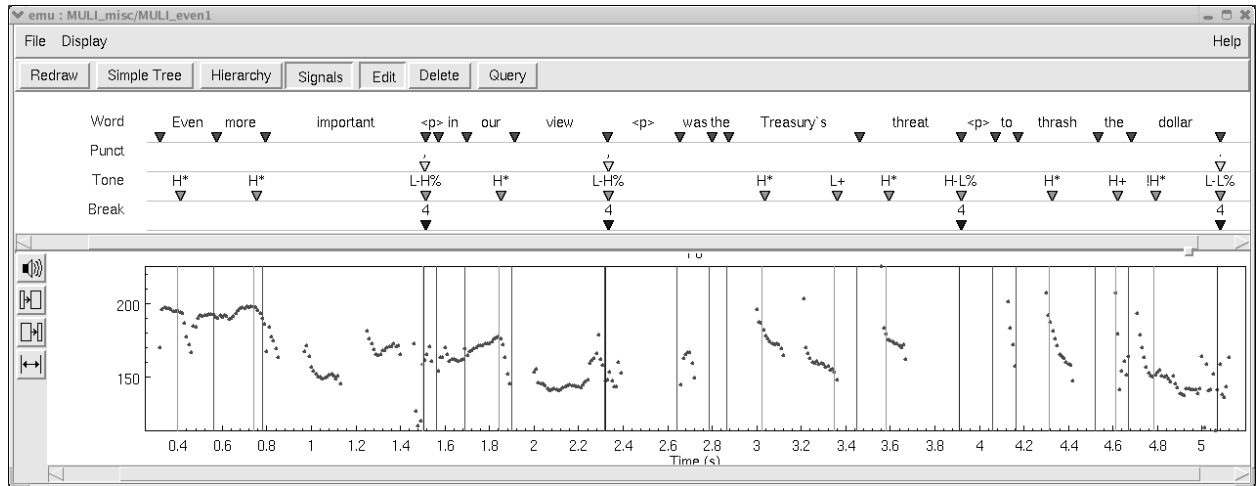 emu : MULI_misc/MULI_even1
File Display Help
Redraw Simple Tree Hierarchy Signals Edit Delete Query
Word Even more important <p> in our view <p> was the Treasury`s threat <p> to thrash the dollar
Punct , , ,
Tone H* H* L-H% H* L-H% H* L+ H* H-L% H* H+ !H* L-L%
Break 4 4 4 4
200
150
0.4 0.6 0.8 1 1.2 1.4 1.6 1.8 2 2.2 2.4 2.6 2.8 3 3.2 3.4 3.6 3.8 4 4.2 4.4 4.6 4.8 5
Time (s)